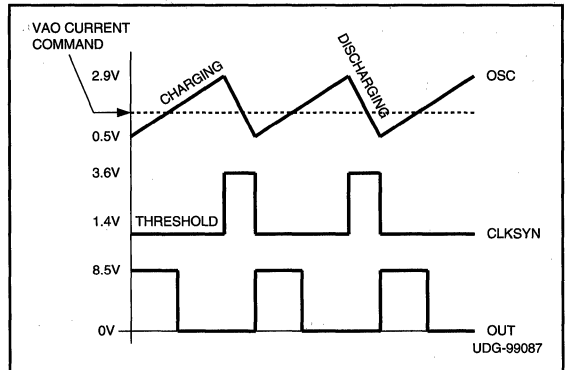 VAO CURRENT
COMMAND
2.9V
CHARGING
DISCHARGING
OSC
0.5V
3.6V
1.4V
THRESHOLD
CLKSYN
8.5V
0V
OUT
UDG-99087